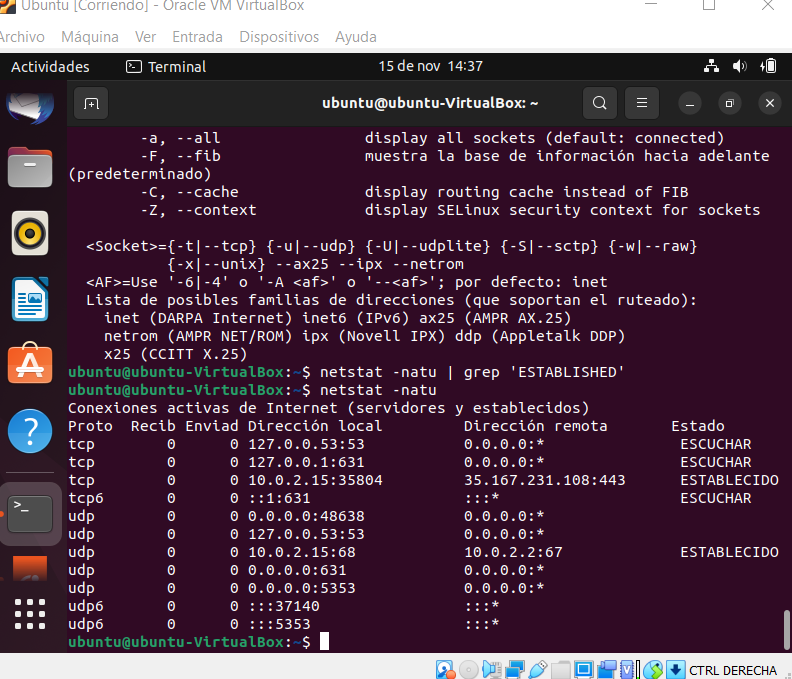 Ubuntu [Corriendo] - Oracle VM VirtualBox
Archivo Máquina Ver Entrada Dispositivos Ayuda
Actividades Terminal 15 de nov 14:37
ubuntu@ubuntu-VirtualBox: ~
-a, --all display all sockets (default: connected)
-F, --fib muestra la base de información hacia adelante
(predeterminado)
-C, --cache display routing cache instead of FIB
-Z, --context display SELinux security context for sockets
<Socket>={-t|--tcp} {-u|--udp} {-U|--udplite} {-S|--sctp} {-w|--raw}
{-x|--unix} --ax25 --ipx --netrom
<AF>=Use '-6|-4' o '-A <af>' o '--<af>'; por defecto: inet
Lista de posibles familias de direcciones (que soportan el ruteado):
inet (DARPA Internet) inet6 (IPv6) ax25 (AMPR AX.25)
netrom (AMPR NET/ROM) ipx (Novell IPX) ddp (Appletalk DDP)
x25 (CCITT X.25)
ubuntu@ubuntu-VirtualBox:~$ netstat -natu | grep 'ESTABLISHED'
ubuntu@ubuntu-VirtualBox:~$ netstat -natu
Conexiones activas de Internet (servidores y establecidos)
Proto Recib Enviad Dirección local Dirección remota Estado
tcp 0 0 127.0.0.53:53 0.0.0.0:* ESCUCHAR
tcp 0 0 127.0.0.1:631 0.0.0.0:* ESCUCHAR
tcp 0 0 10.0.2.15:35804 35.167.231.108:443 ESTABLECIDO
tcp6 0 0 ::1:631 :::* ESCUCHAR
udp 0 0 0.0.0.0:48638 0.0.0.0:*
udp 0 0 127.0.0.53:53 0.0.0.0:*
udp 0 0 10.0.2.15:68 10.0.2.2:67 ESTABLECIDO
udp 0 0 0.0.0.0:631 0.0.0.0:*
udp 0 0 0.0.0.0:5353 0.0.0.0:*
udp6 0 0 :::37140 :::*
udp6 0 0 :::5353 :::*
ubuntu@ubuntu-VirtualBox:~$
CTRL DERECHA